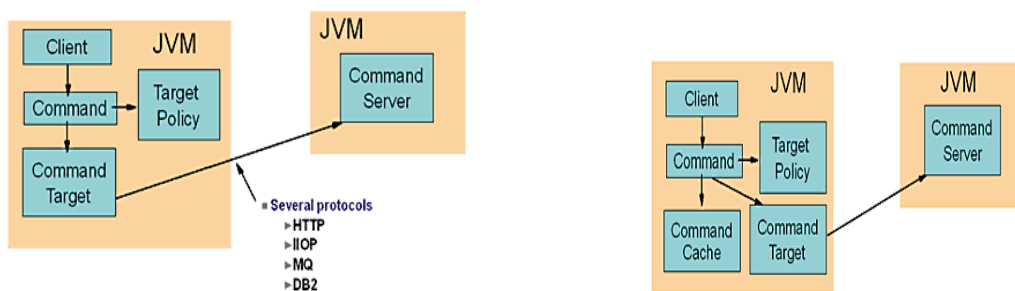 JVM
Client
Command
Target
Policy
Command
Target
JVM
Command
Server
■ Several protocols
►HTTP
►IIOP
►MQ
►DB2
JVM
Client
Command
Target
Policy
Command
Cache
Command
Target
JVM
Command
Server